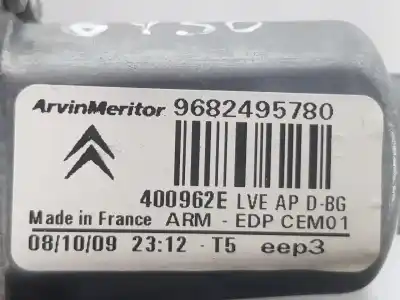 ArvinMeritor 9682495780
400962E LVE AP D-BG
Made in France ARM - EDP CEM01
08/10/09 23:12 - T5 eep3